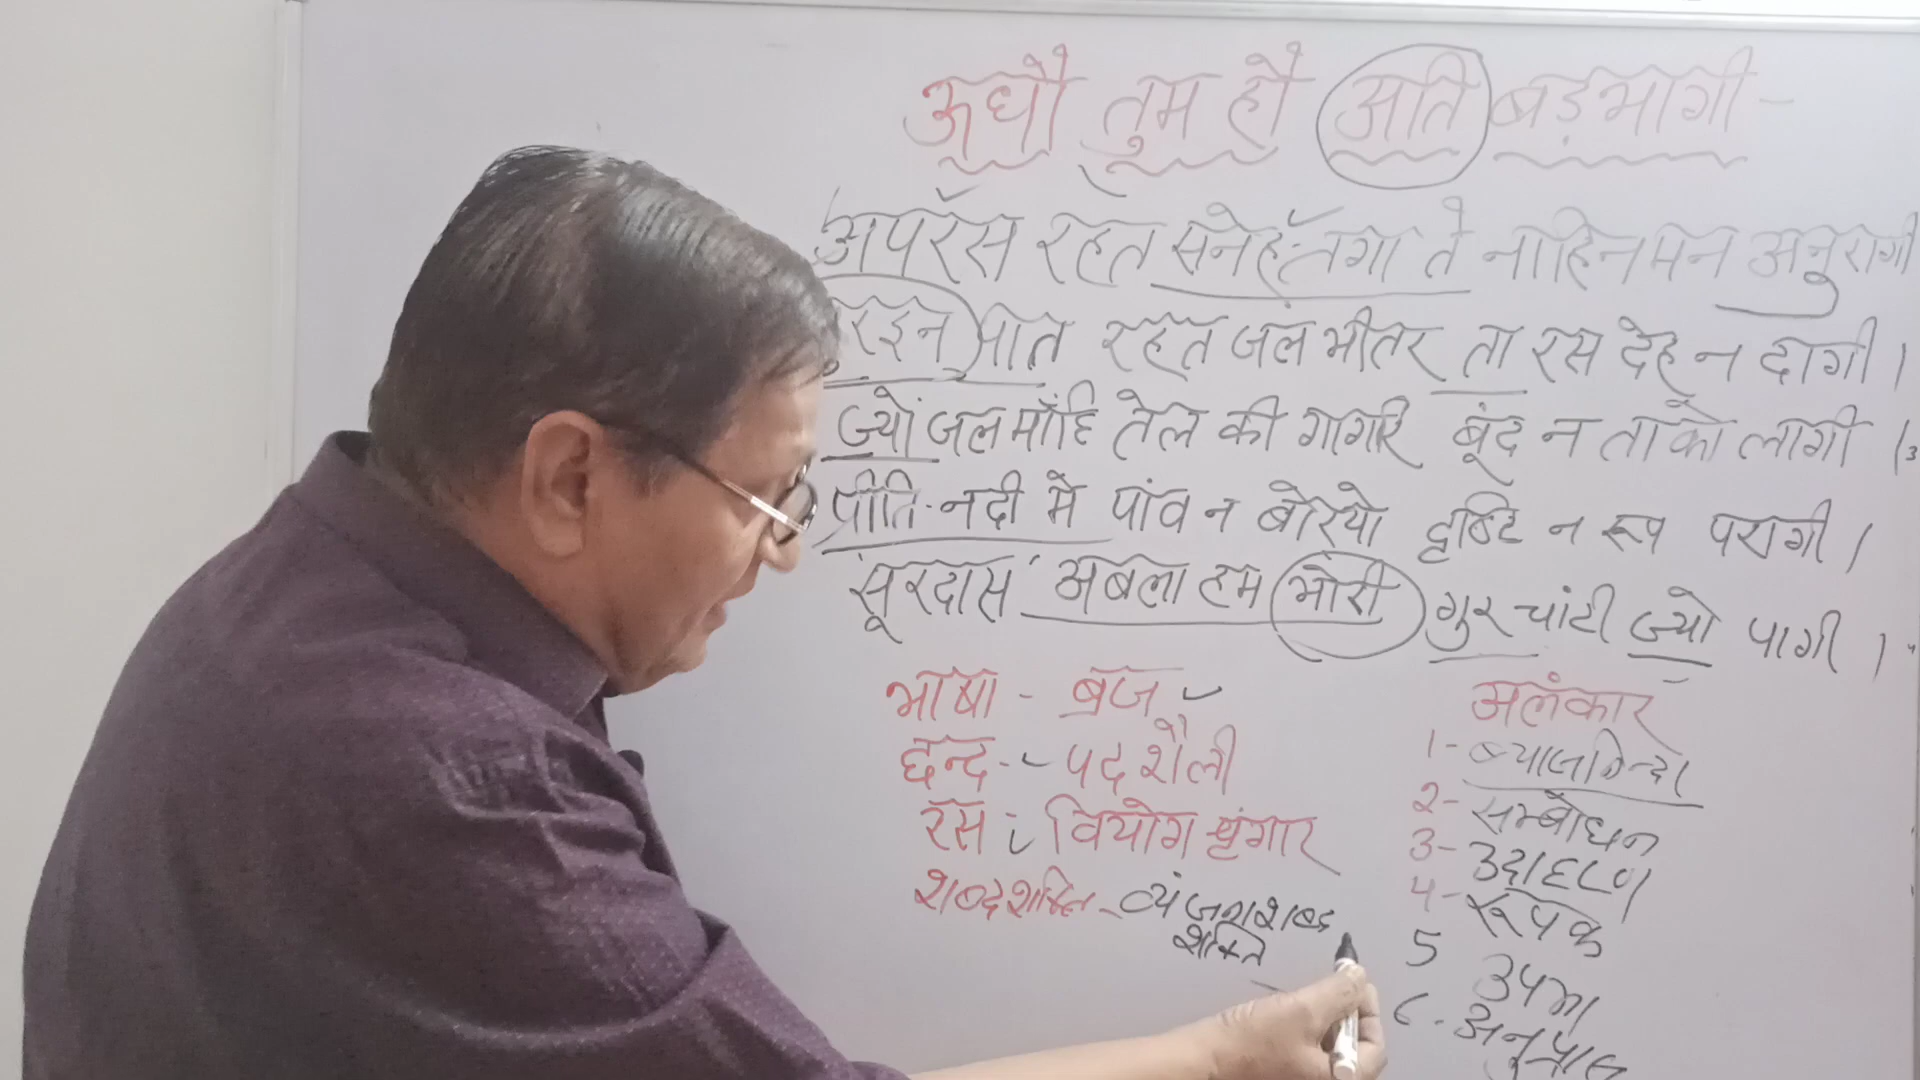 ऊधौ तुम हौ अति बड़भागी -
अपरस रहत सनेह-तगा ते नाहिन मन अनुरागी
रइन पात रहत जल भीतर ता रस देह न दागी।
ज्यों जल माँहि तेल की गागरि बूंद न ताको लागी ।3
प्रीति-नदी में पांव न बोरयो दृष्टि न रूप परागी।
सूरदास' अबला हम भोरी गुर चांटी ज्यो पागी ।
भाषा - ब्रज
छन्द - पद शैली
रस : वियोग श्रृंगार
शब्द शक्ति - व्यंजना शब्द
शक्ति
अलंकार
1- ब्याजनिन्दा
2- सम्बोधन
3- उदाहरण
4- रूपक
5 उपमा
6. अनुप्रास